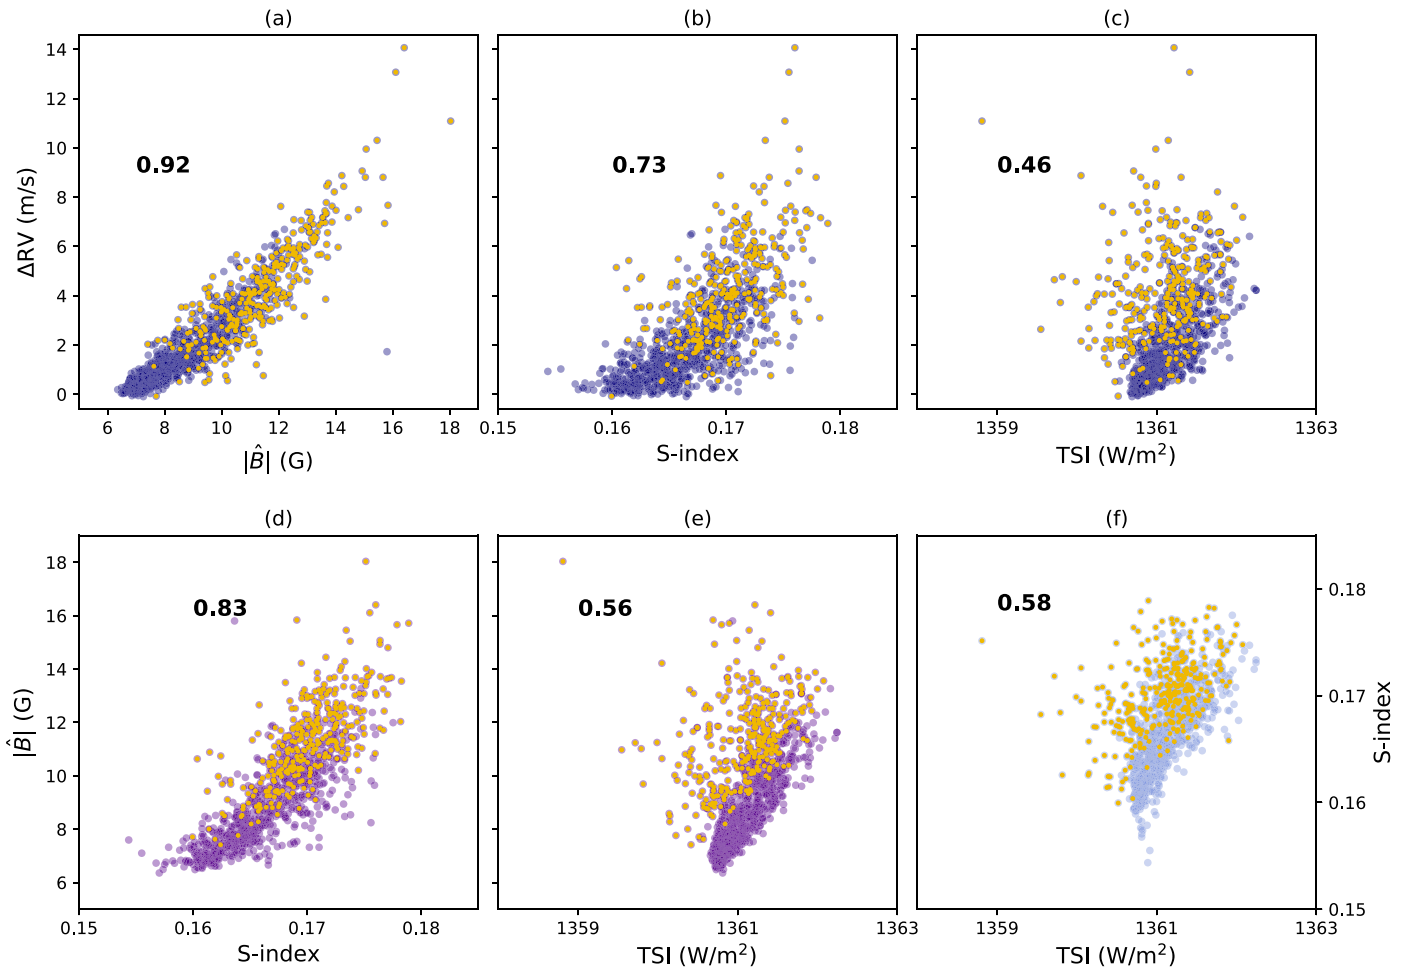 (a) (b) (c)
14
12
10
8
6
4
2
0
ΔRV (m/s)
0.92 0.73 0.46
6 8 10 12 14 16 18 0.15 0.16 0.17 0.18 1359 1361 1363
|B̂| (G) S-index TSI (W/m²)
(d) (e) (f)
18
16
14
12
10
8
6
|B̂| (G)
0.83 0.56 0.58
0.18
0.17
0.16
0.15
S-index
0.15 0.16 0.17 0.18 1359 1361 1363 1359 1361 1363
S-index TSI (W/m²) TSI (W/m²)